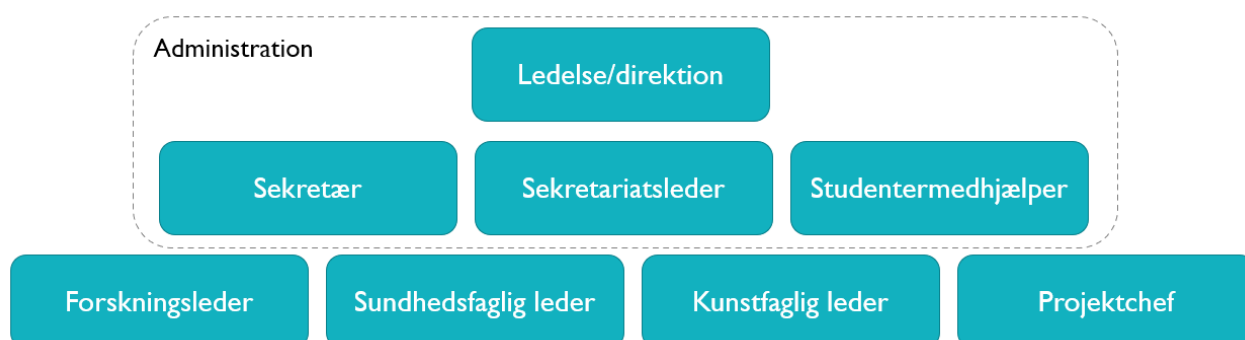 Administration
Ledelse/direktion
Sekretær
Sekretariatsleder
Studentermedhjælper
Forskningsleder
Sundhedsfaglig leder
Kunstfaglig leder
Projektchef